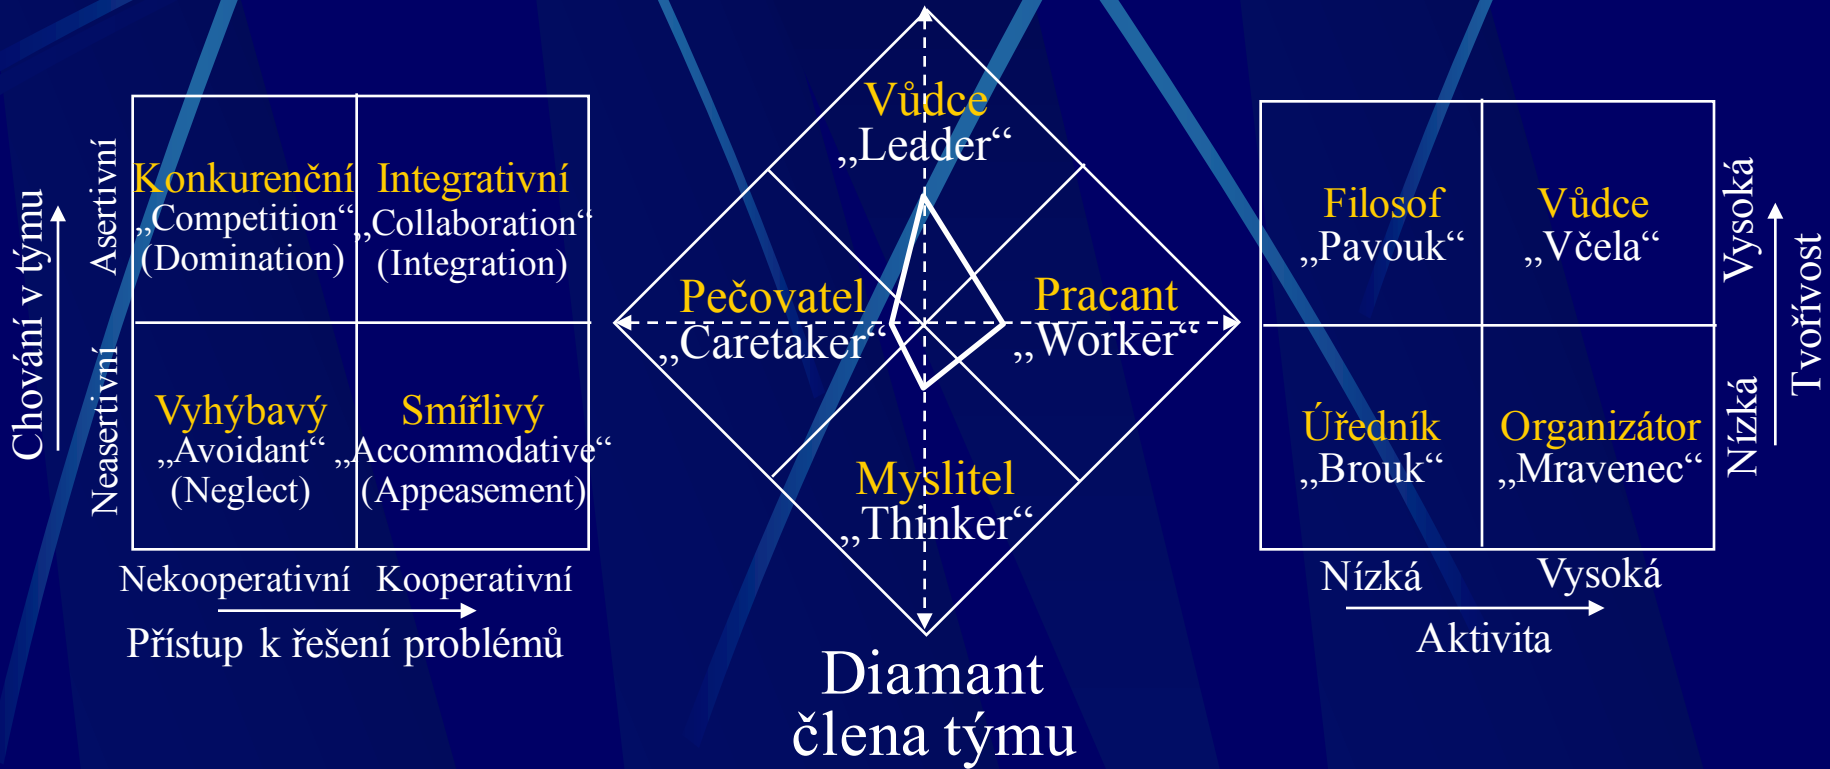 Chování v týmu
Asertivní
Neasertivní
Konkurenční
„Competition“
(Domination)
Integrativní
„Collaboration“
(Integration)
Vyhýbavý
„Avoidant“
(Neglect)
Smířlivý
„Accommodative“
(Appeasement)
Nekooperativní
Kooperativní
Přístup k řešení problémů
Vůdce
„Leader“
Pečovatel
„Caretaker“
Pracant
„Worker“
Myslitel
„Thinker“
Diamant
člena týmu
Filosof
„Pavouk“
Vůdce
„Včela“
Úředník
„Brouk“
Organizátor
„Mravenec“
Vysoká
Nízká
Tvořívost
Nízká
Vysoká
Aktivita